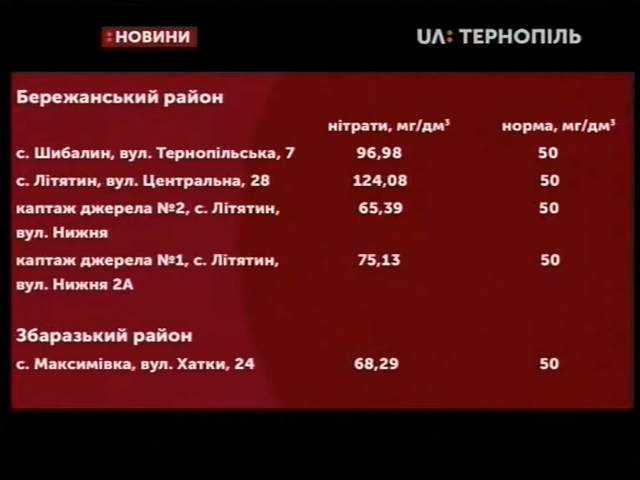 :НОВИНИ
UA: ТЕРНОПІЛЬ
Бережанський район
нітрати, мг/дм³ норма, мг/дм³
с. Шибалин, вул. Тернопільська, 7 96,98 50
с. Літятин, вул. Центральна, 28 124,08 50
каптаж джерела №2, с. Літятин, 65,39 50
вул. Нижня
каптаж джерела №1, с. Літятин, 75,13 50
вул. Нижня 2А
Збаразький район
с. Максимівка, вул. Хатки, 24 68,29 50